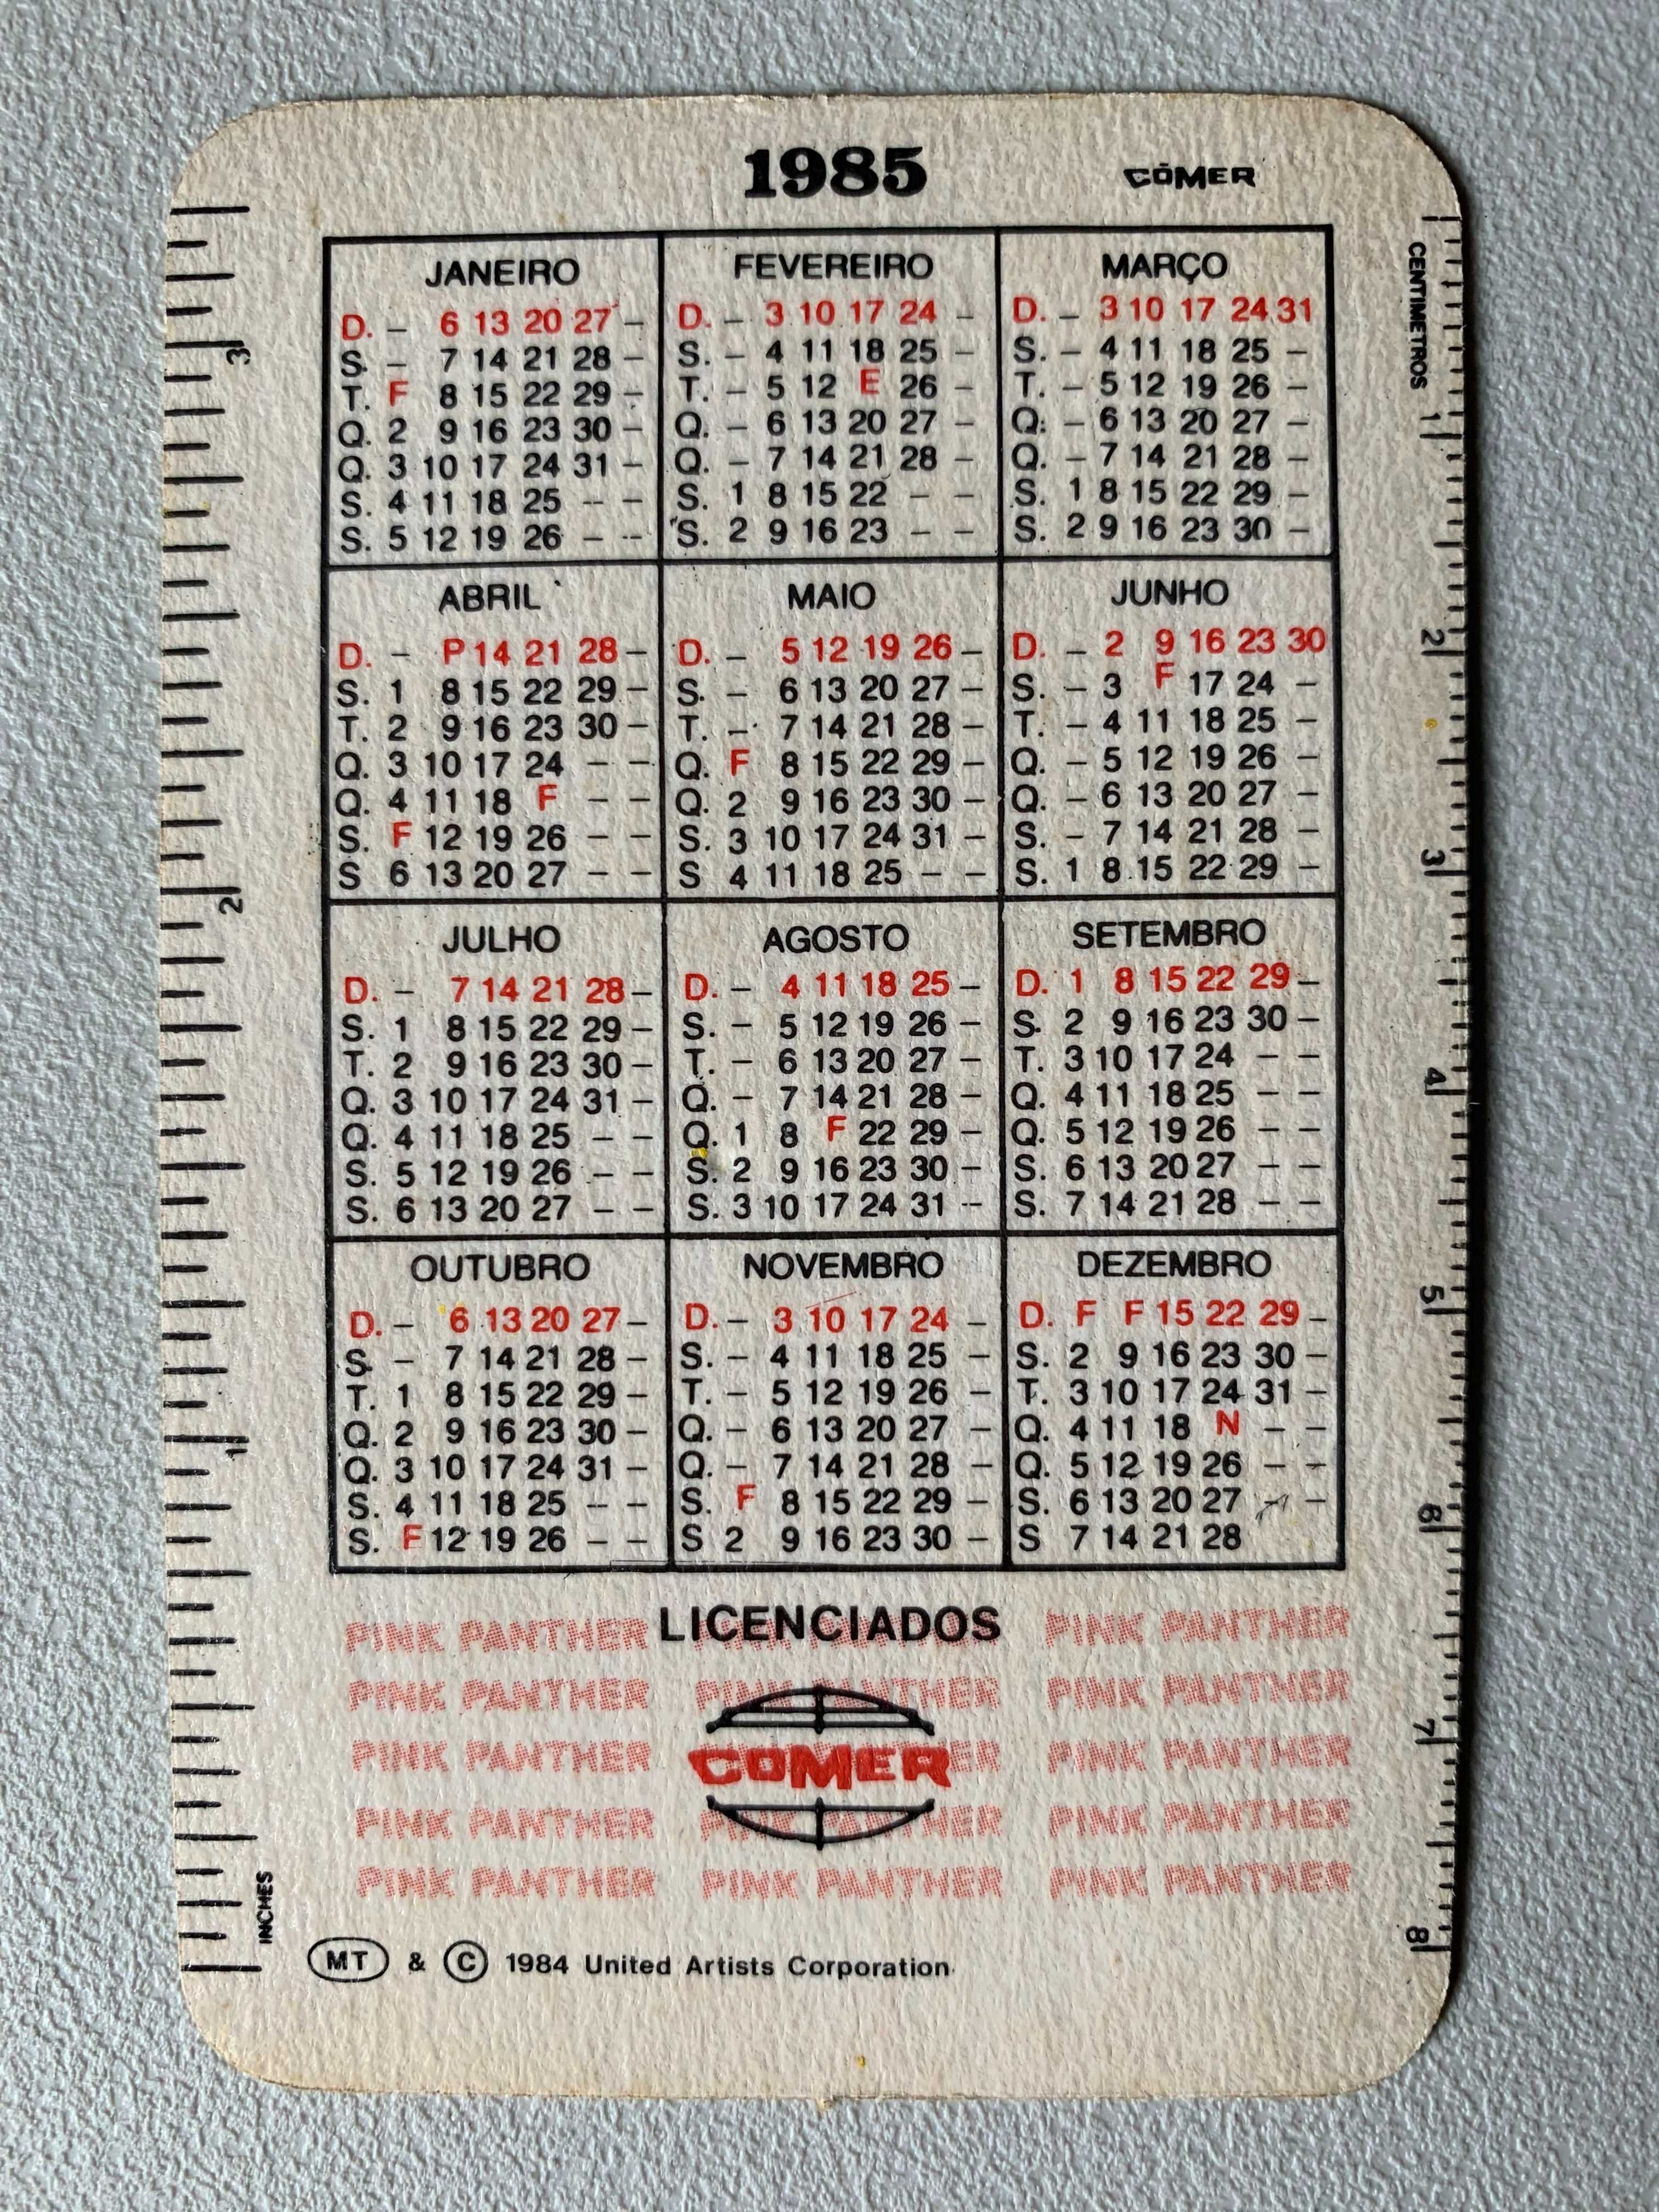 1985 CÔMER
JANEIRO
D. – 6 13 20 27 –
S. – 7 14 21 28 –
T. F 8 15 22 29 –
Q. 2 9 16 23 30 –
Q. 3 10 17 24 31 –
S. 4 11 18 25 – –
S. 5 12 19 26 – –
FEVEREIRO
D. – 3 10 17 24 –
S. – 4 11 18 25 –
T. – 5 12 E 26 –
Q. – 6 13 20 27 –
Q. – 7 14 21 28 –
S. 1 8 15 22 – –
S. 2 9 16 23 – –
MARÇO
D. – 3 10 17 24 31
S. – 4 11 18 25 –
T. – 5 12 19 26 –
Q. – 6 13 20 27 –
Q. – 7 14 21 28 –
S. 1 8 15 22 29 –
S. 2 9 16 23 30 –
ABRIL
D. – P 14 21 28 –
S. 1 8 15 22 29 –
T. 2 9 16 23 30 –
Q. 3 10 17 24 – –
Q. 4 11 18 F – –
S. F 12 19 26 – –
S 6 13 20 27 – –
MAIO
D. – 5 12 19 26 –
S. – 6 13 20 27 –
T. – 7 14 21 28 –
Q. F 8 15 22 29 –
Q. 2 9 16 23 30 –
S. 3 10 17 24 31 –
S 4 11 18 25 – –
JUNHO
D. – 2 9 16 23 30
S. – 3 F 17 24 –
T. – 4 11 18 25 –
Q. – 5 12 19 26 –
Q. – 6 13 20 27 –
S. – 7 14 21 28 –
S. 1 8 15 22 29 –
JULHO
D. – 7 14 21 28 –
S. 1 8 15 22 29 –
T. 2 9 16 23 30 –
Q. 3 10 17 24 31 –
Q. 4 11 18 25 – –
S. 5 12 19 26 – –
S. 6 13 20 27 – –
AGOSTO
D. – 4 11 18 25 –
S. – 5 12 19 26 –
T. – 6 13 20 27 –
Q. – 7 14 21 28 –
Q. 1 8 F 22 29 –
S. 2 9 16 23 30 –
S. 3 10 17 24 31 –
SETEMBRO
D. 1 8 15 22 29 –
S. 2 9 16 23 30 –
T. 3 10 17 24 – –
Q. 4 11 18 25 – –
Q. 5 12 19 26 – –
S. 6 13 20 27 – –
S. 7 14 21 28 – –
OUTUBRO
D. – 6 13 20 27 –
S. – 7 14 21 28 –
T. 1 8 15 22 29 –
Q. 2 9 16 23 30 –
Q. 3 10 17 24 31 –
S. 4 11 18 25 – –
S. F 12 19 26 – –
NOVEMBRO
D. – 3 10 17 24 –
S. – 4 11 18 25 –
T. – 5 12 19 26 –
Q. – 6 13 20 27 –
Q. – 7 14 21 28 –
S. F 8 15 22 29 –
S 2 9 16 23 30 –
DEZEMBRO
D. F F 15 22 29 –
S. 2 9 16 23 30 –
T. 3 10 17 24 31 –
Q. 4 11 18 N – –
Q. 5 12 19 26 – –
S. 6 13 20 27 – –
S 7 14 21 28
PINK PANTHER LICENCIADOS PINK PANTHER
PINK PANTHER PINK PANTHER PINK PANTHER
PINK PANTHER COMER PINK PANTHER
PINK PANTHER PINK PANTHER PINK PANTHER
PINK PANTHER PINK PANTHER PINK PANTHER
MT & © 1984 United Artists Corporation
INCHES
1
2
3
CENTIMETROS
1
2
3
4
5
6
7
8